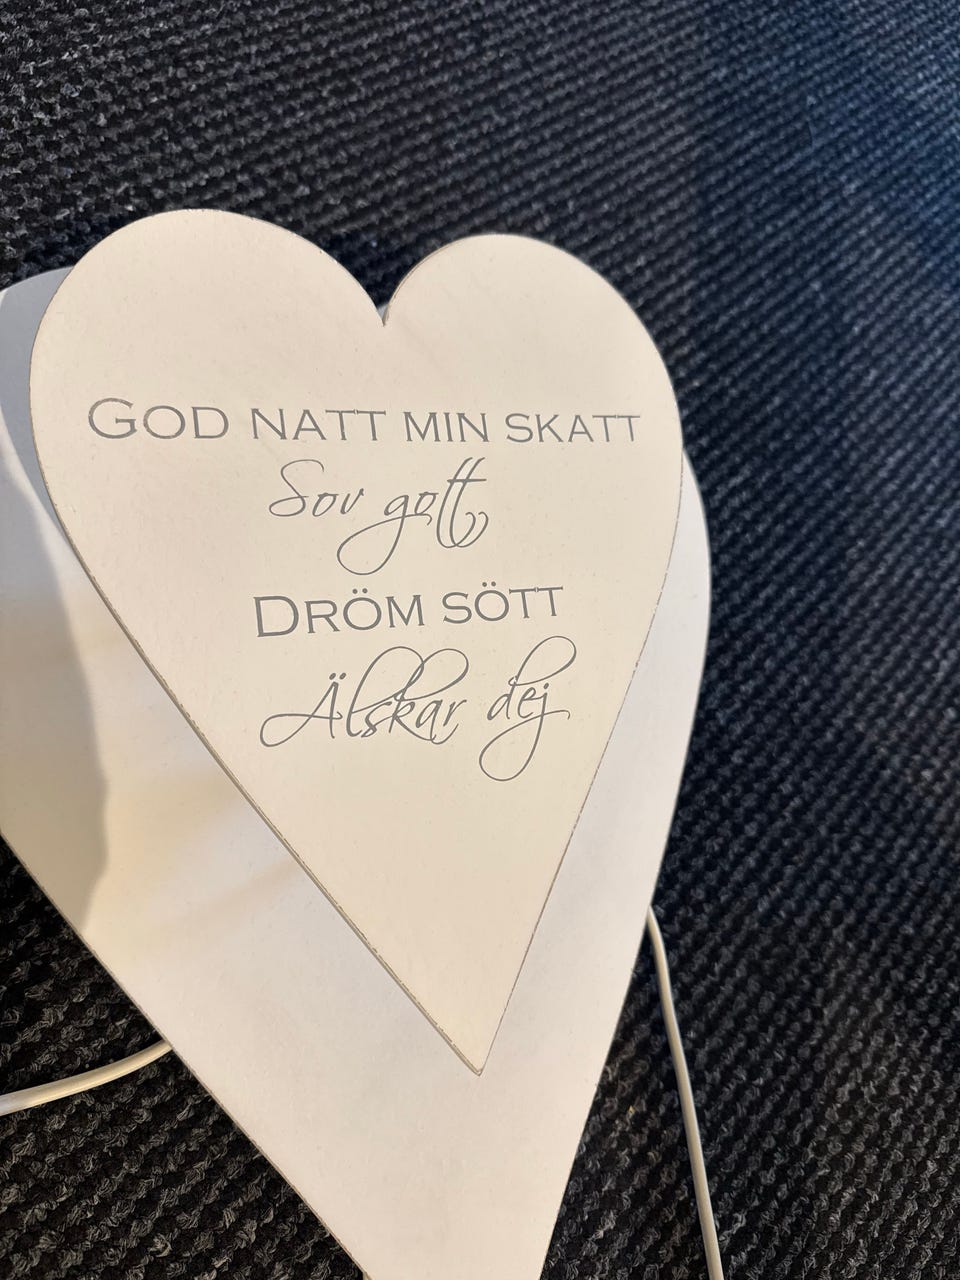 GOD NATT MIN SKATT
Sov gott
DRÖM SÖTT
Älskar dej